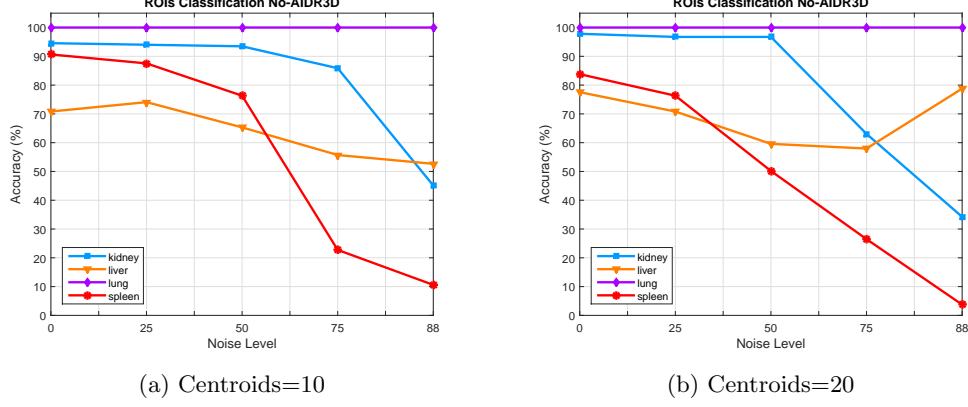 ROIs Classification No-AIDR3D
100
90
80
70
60
50
40
30
20
10
0
Accuracy (%)
kidney
liver
lung
spleen
0 25 50 75 88
Noise Level
(a) Centroids=10
ROIs Classification No-AIDR3D
100
90
80
70
60
50
40
30
20
10
0
Accuracy (%)
kidney
liver
lung
spleen
0 25 50 75 88
Noise Level
(b) Centroids=20